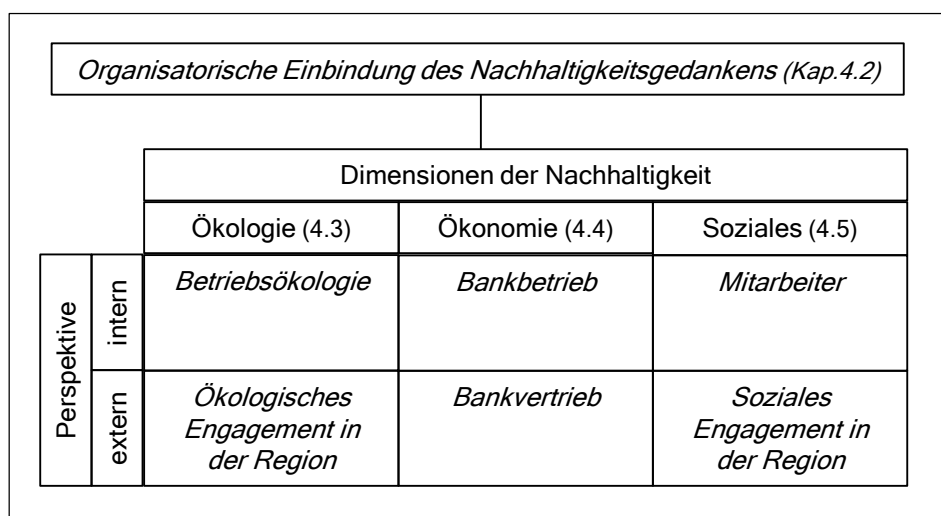 Organisatorische Einbindung des Nachhaltigkeitsgedankens (Kap.4.2)
Dimensionen der Nachhaltigkeit
Ökologie (4.3)
Ökonomie (4.4)
Soziales (4.5)
Perspektive
intern
Betriebsökologie
Bankbetrieb
Mitarbeiter
extern
Ökologisches
Engagement in
der Region
Bankvertrieb
Soziales
Engagement in
der Region